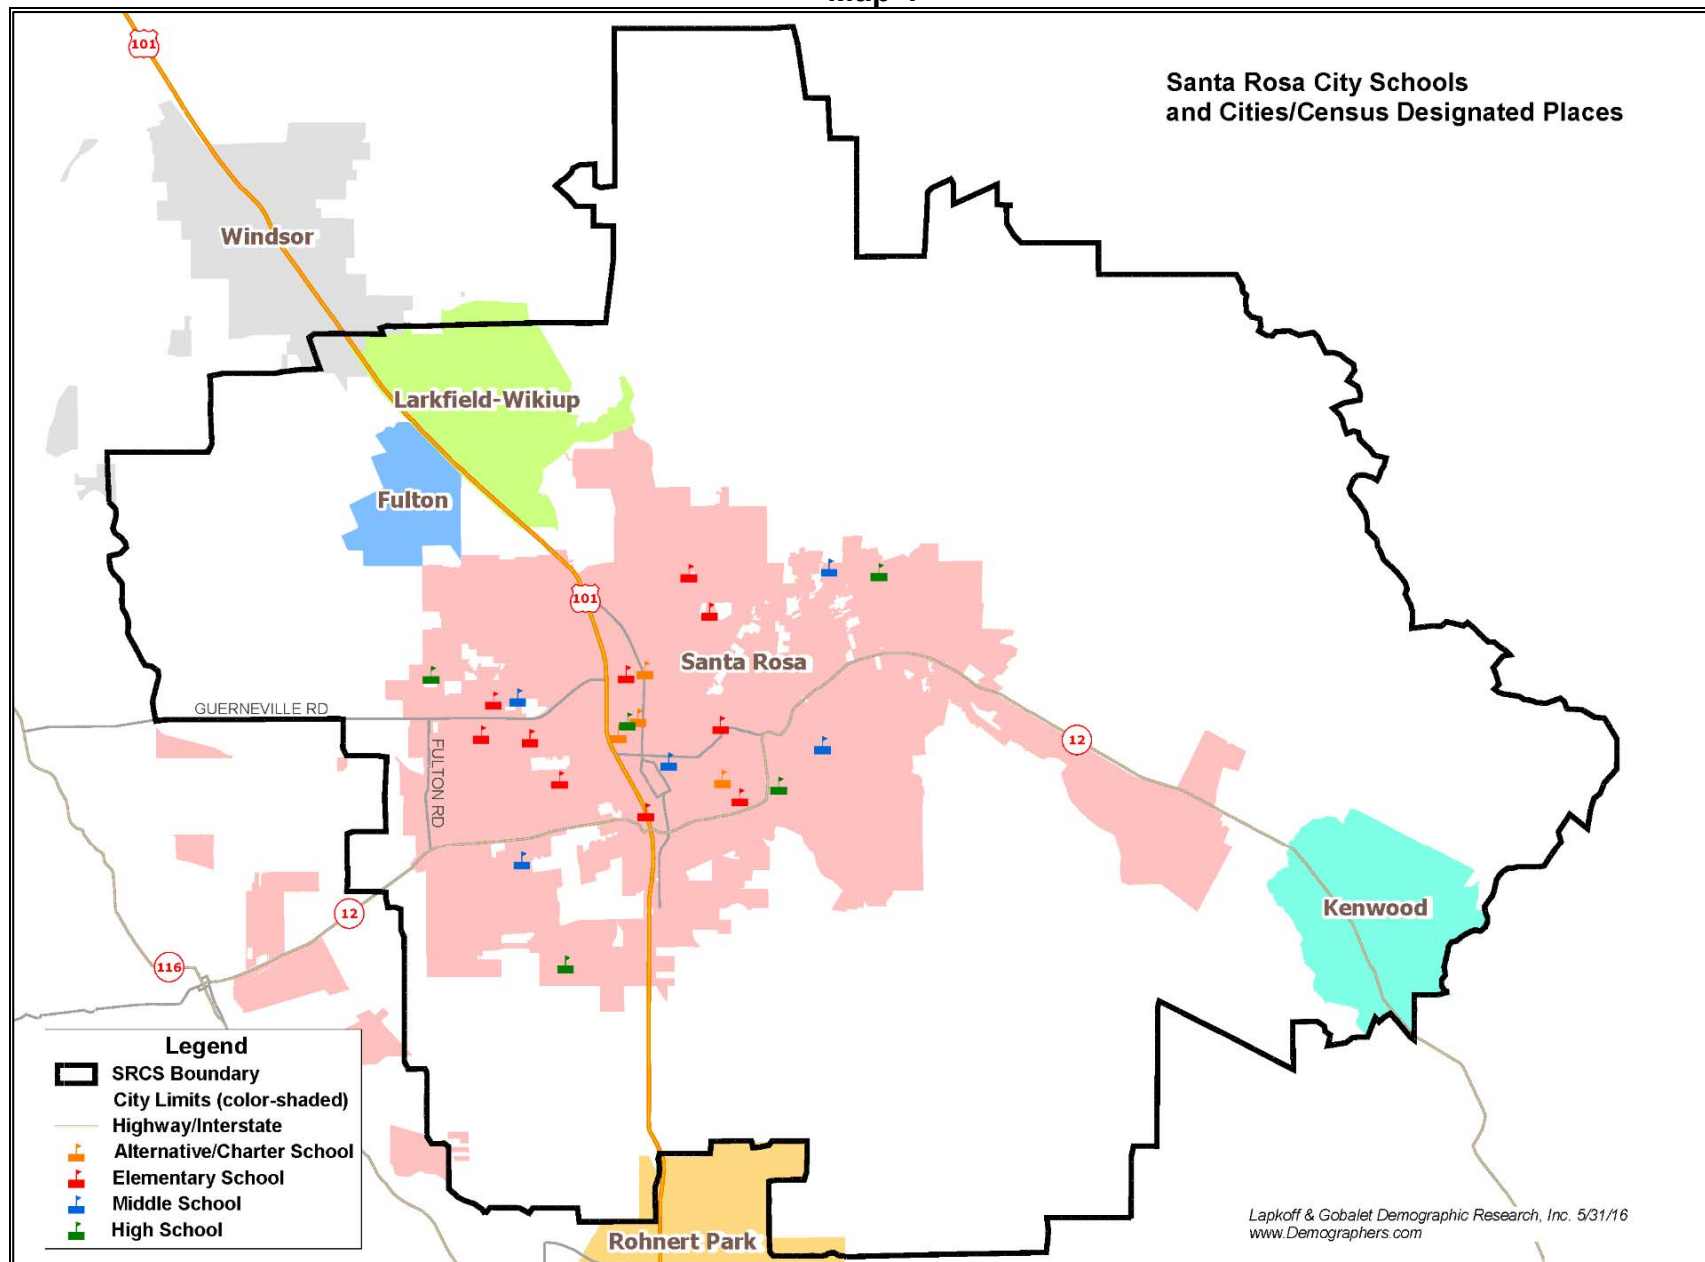 Map 1
101
Santa Rosa City Schools
and Cities/Census Designated Places
Windsor
Larkfield-Wikiup
Fulton
101
Santa Rosa
GUERNEVILLE RD
FULTON RD
12
Kenwood
12
116
Legend
SRCS Boundary
City Limits (color-shaded)
Highway/Interstate
Alternative/Charter School
Elementary School
Middle School
High School
Rohnert Park
Lapkoff & Gobalet Demographic Research, Inc. 5/31/16
www.Demographers.com